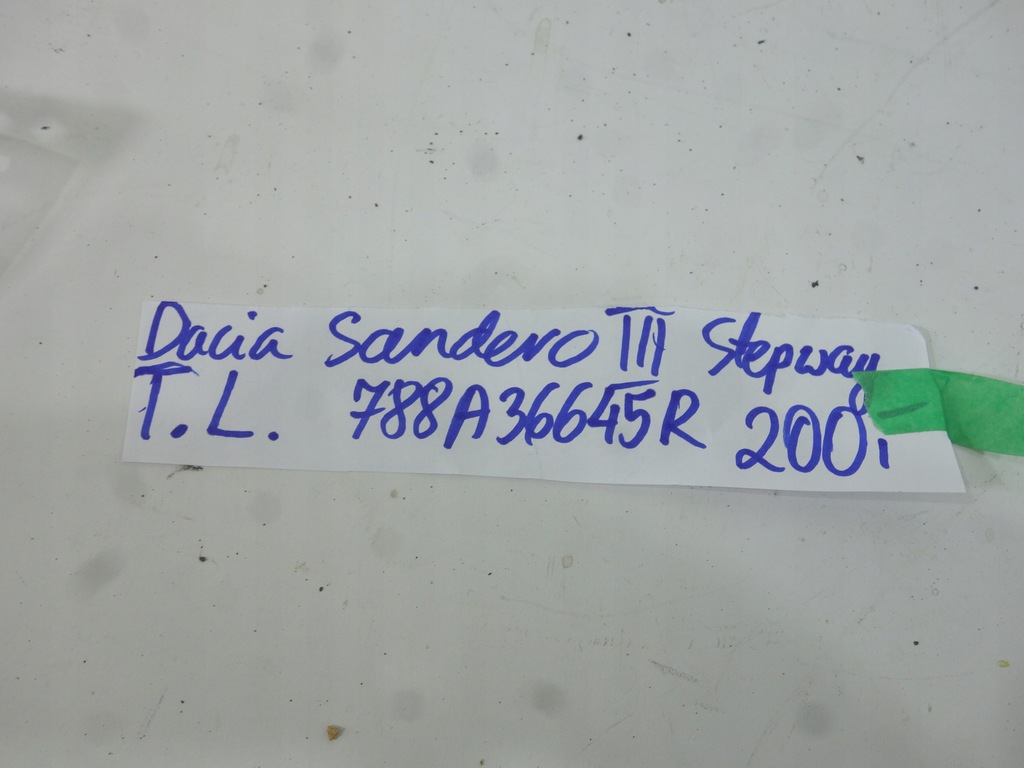 Dacia Sandero III Stepway
T.L. 788A36645R 200,-